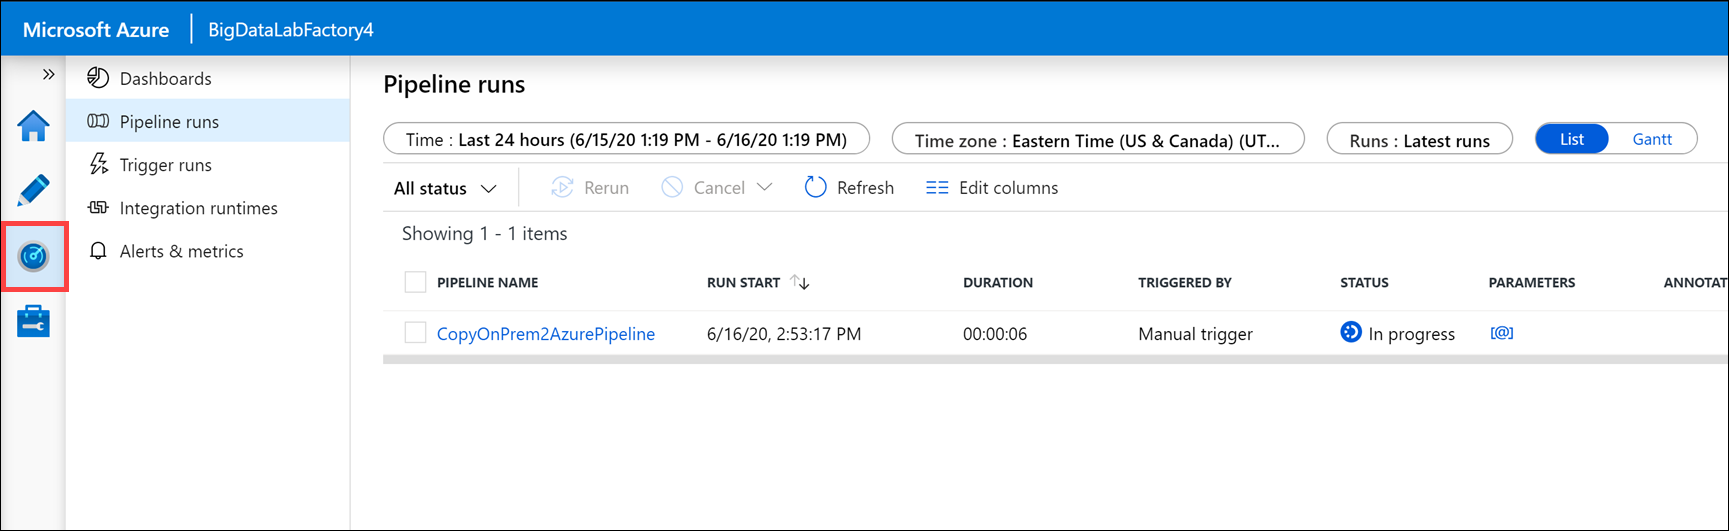 Microsoft Azure BigDataLabFactory4
»
Dashboards
Pipeline runs
Trigger runs
Integration runtimes
Alerts & metrics
Pipeline runs
Time : Last 24 hours (6/15/20 1:19 PM - 6/16/20 1:19 PM) Time zone : Eastern Time (US & Canada) (UT... Runs : Latest runs List Gantt
All status Rerun Cancel Refresh Edit columns
Showing 1 - 1 items
PIPELINE NAME RUN START DURATION TRIGGERED BY STATUS PARAMETERS ANNOTAT
CopyOnPrem2AzurePipeline 6/16/20, 2:53:17 PM 00:00:06 Manual trigger In progress [@]